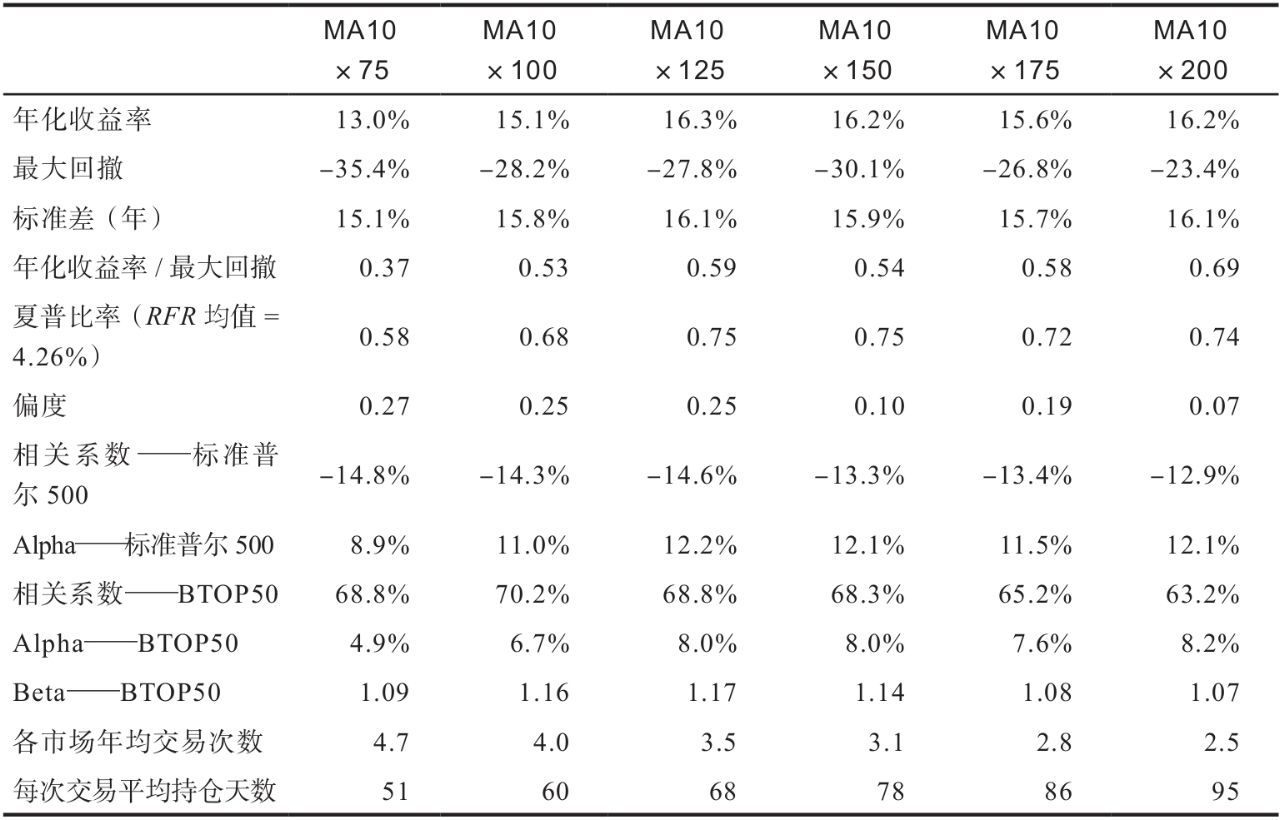 MA10 MA10 MA10 MA10 MA10 MA10
×75 ×100 ×125 ×150 ×175 ×200
年化收益率 13.0% 15.1% 16.3% 16.2% 15.6% 16.2%
最大回撤 –35.4% –28.2% –27.8% –30.1% –26.8% –23.4%
标准差（年） 15.1% 15.8% 16.1% 15.9% 15.7% 16.1%
年化收益率/最大回撤 0.37 0.53 0.59 0.54 0.58 0.69
夏普比率（RFR均值=
4.26%） 0.58 0.68 0.75 0.75 0.72 0.74
偏度 0.27 0.25 0.25 0.10 0.19 0.07
相关系数——标准普
尔500 –14.8% –14.3% –14.6% –13.3% –13.4% –12.9%
Alpha——标准普尔500 8.9% 11.0% 12.2% 12.1% 11.5% 12.1%
相关系数——BTOP50 68.8% 70.2% 68.8% 68.3% 65.2% 63.2%
Alpha——BTOP50 4.9% 6.7% 8.0% 8.0% 7.6% 8.2%
Beta——BTOP50 1.09 1.16 1.17 1.14 1.08 1.07
各市场年均交易次数 4.7 4.0 3.5 3.1 2.8 2.5
每次交易平均持仓天数 51 60 68 78 86 95